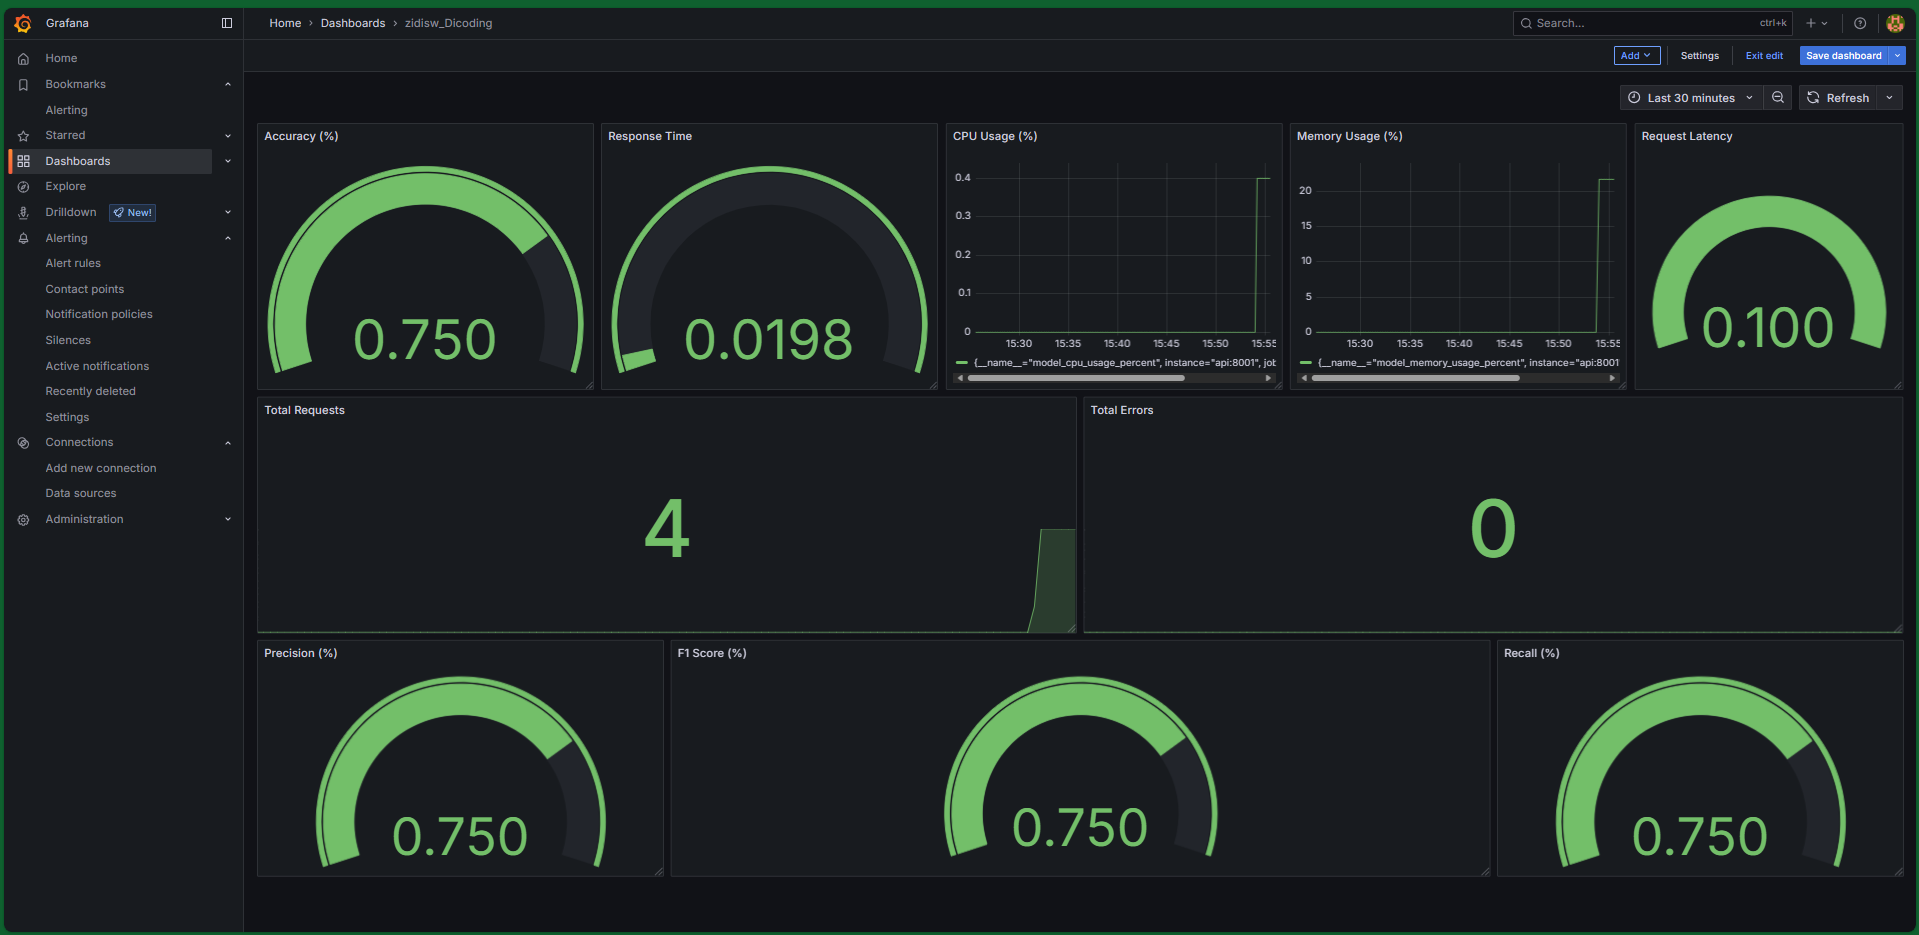 Grafana
Home › Dashboards › zidisw_Dicoding
Search... ctrl+k
Add Settings Exit edit Save dashboard
Last 30 minutes Refresh
Home
Bookmarks
Alerting
Starred
Dashboards
Explore
Drilldown New!
Alerting
Alert rules
Contact points
Notification policies
Silences
Active notifications
Recently deleted
Settings
Connections
Add new connection
Data sources
Administration
Accuracy (%)
0.750
Response Time
0.0198
CPU Usage (%)
0.4
0.3
0.2
0.1
0
15:30 15:35 15:40 15:45 15:50 15:55
{__name__="model_cpu_usage_percent", instance="api:8001", job
Memory Usage (%)
20
15
10
5
0
15:30 15:35 15:40 15:45 15:50 15:55
{__name__="model_memory_usage_percent", instance="api:8001"
Request Latency
0.100
Total Requests
4
Total Errors
0
Precision (%)
0.750
F1 Score (%)
0.750
Recall (%)
0.750